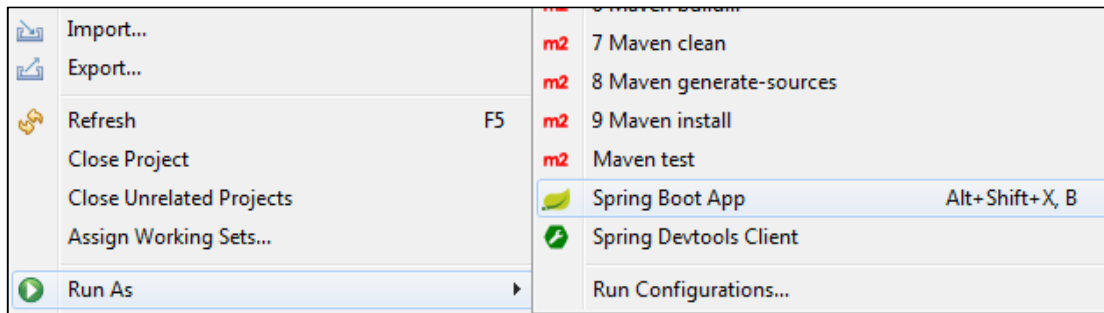 Import...
Export...
Refresh F5
Close Project
Close Unrelated Projects
Assign Working Sets...
Run As
m2 7 Maven clean
m2 8 Maven generate-sources
m2 9 Maven install
m2 Maven test
Spring Boot App Alt+Shift+X, B
Spring Devtools Client
Run Configurations...